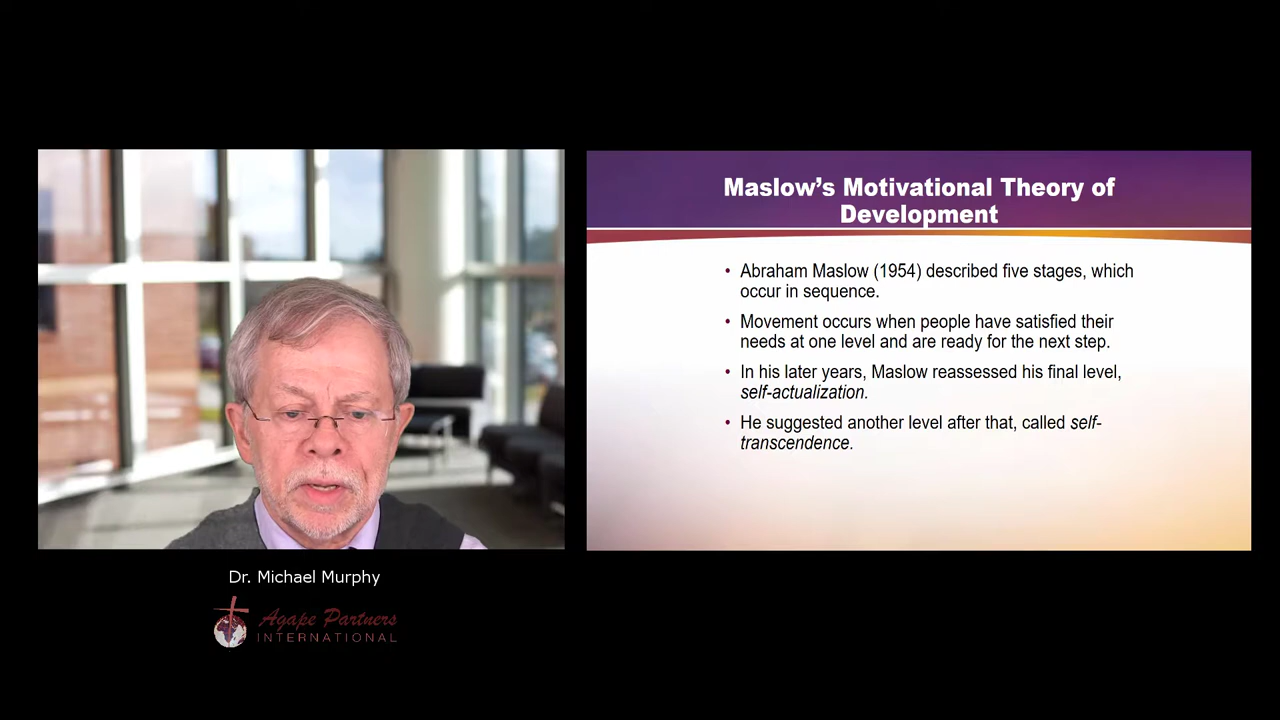 Maslow's Motivational Theory of
Development
• Abraham Maslow (1954) described five stages, which
occur in sequence.
• Movement occurs when people have satisfied their
needs at one level and are ready for the next step.
• In his later years, Maslow reassessed his final level,
self-actualization.
• He suggested another level after that, called self-
transcendence.
Dr. Michael Murphy
Agape Partners
INTERNATIONAL